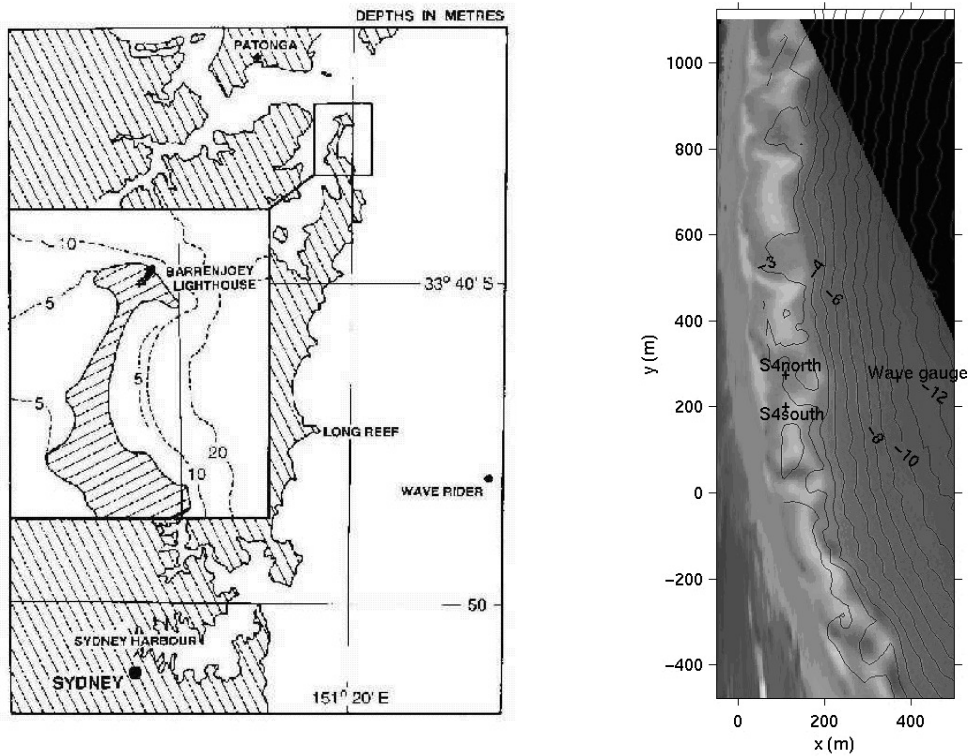 DEPTHS IN METRES
PATONGA
10
BARRENJOEY
LIGHTHOUSE
33° 40' S
5
5
5
LONG REEF
20
10
WAVE RIDER
50
SYDNEY HARBOUR
SYDNEY
151° 20' E
1000
800
600
−3
−4
−6
400
y (m)
S4north
Wave gauge
−12
200
S4south
−8
−10
0
−200
−400
0
200
400
x (m)